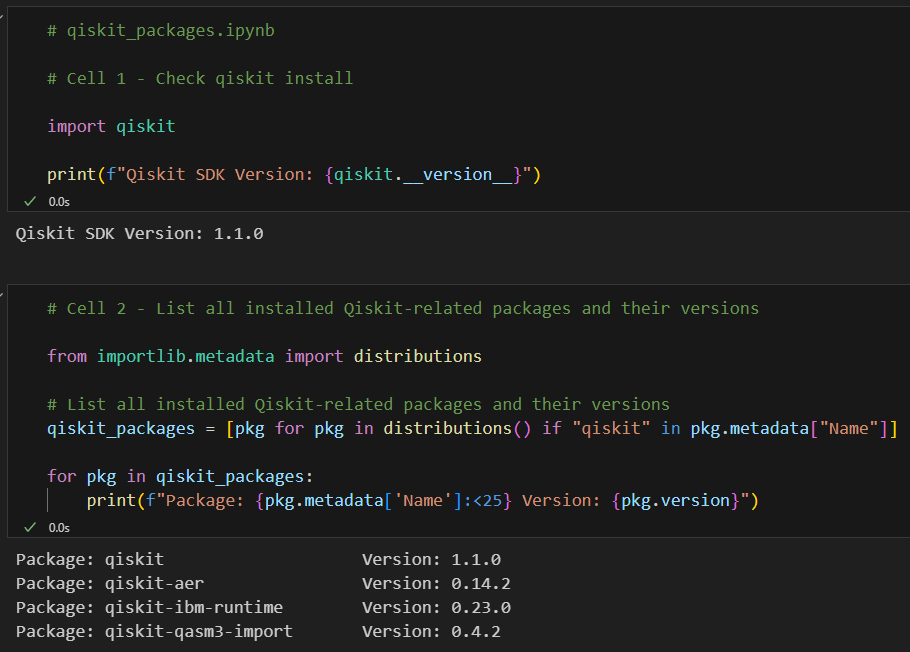 # qiskit_packages.ipynb
# Cell 1 - Check qiskit install
import qiskit
print(f"Qiskit SDK Version: {qiskit.__version__}")
✓ 0.0s
Qiskit SDK Version: 1.1.0
# Cell 2 - List all installed Qiskit-related packages and their versions
from importlib.metadata import distributions
# List all installed Qiskit-related packages and their versions
qiskit_packages = [pkg for pkg in distributions() if "qiskit" in pkg.metadata["Name"]]
for pkg in qiskit_packages:
    print(f"Package: {pkg.metadata['Name']:<25} Version: {pkg.version}")
✓ 0.0s
Package: qiskit                    Version: 1.1.0
Package: qiskit-aer                Version: 0.14.2
Package: qiskit-ibm-runtime        Version: 0.23.0
Package: qiskit-qasm3-import       Version: 0.4.2